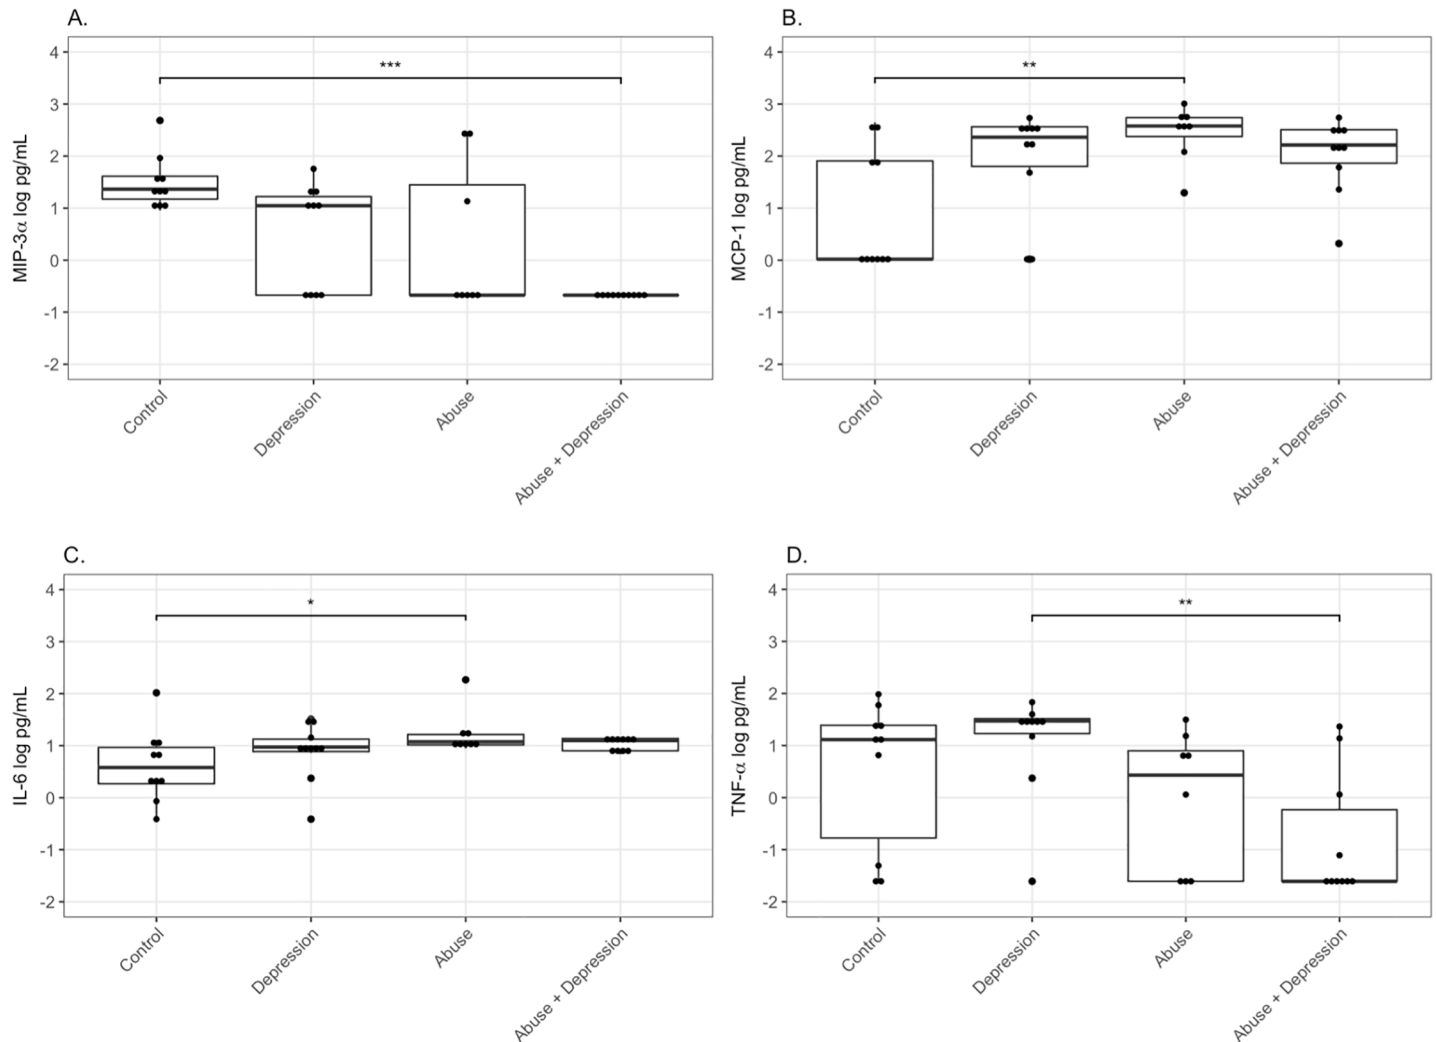 A.
MIP-3α log pg/mL
4
3
2
1
0
-1
-2
***
Control
Depression
Abuse
Abuse + Depression
B.
MCP-1 log pg/mL
4
3
2
1
0
-1
-2
**
Control
Depression
Abuse
Abuse + Depression
C.
IL-6 log pg/mL
4
3
2
1
0
-1
-2
*
Control
Depression
Abuse
Abuse + Depression
D.
TNF-α log pg/mL
4
3
2
1
0
-1
-2
**
Control
Depression
Abuse
Abuse + Depression